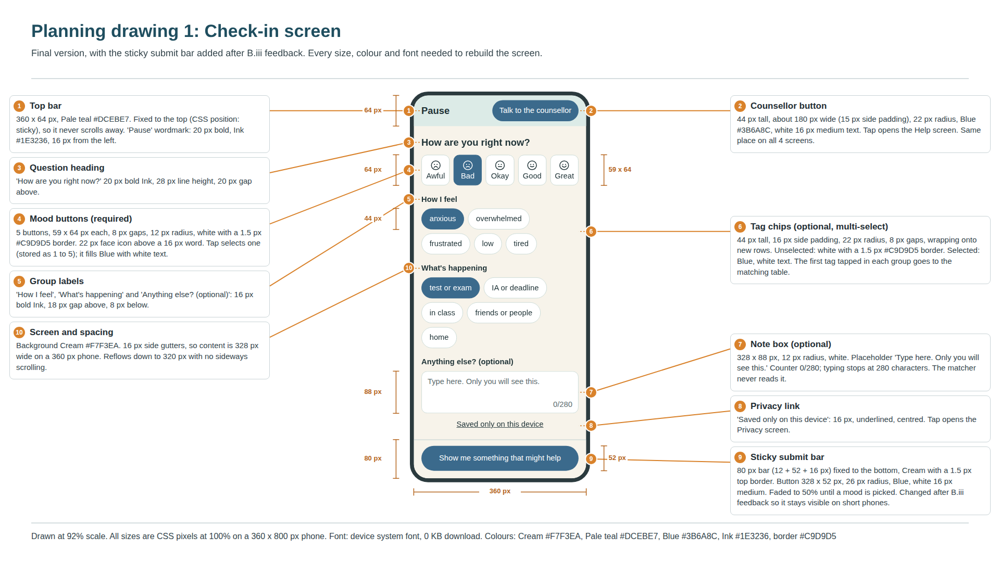 Planning drawing 1: Check-in screen
Final version, with the sticky submit bar added after B.iii feedback. Every size, colour and font needed to rebuild the screen.
1 Top bar
360 x 64 px, Pale teal #DCEBE7. Fixed to the top (CSS position:
sticky), so it never scrolls away. 'Pause' wordmark: 20 px bold, Ink
#1E3236, 16 px from the left.
3 Question heading
'How are you right now?' 20 px bold Ink, 28 px line height, 20 px gap
above.
4 Mood buttons (required)
5 buttons, 59 x 64 px each, 8 px gaps, 12 px radius, white with a 1.5 px
#C9D9D5 border. 22 px face icon above a 16 px word. Tap selects one
(stored as 1 to 5); it fills Blue with white text.
5 Group labels
'How I feel', 'What's happening' and 'Anything else? (optional)': 16 px
bold Ink, 18 px gap above, 8 px below.
10 Screen and spacing
Background Cream #F7F3EA. 16 px side gutters, so content is 328 px
wide on a 360 px phone. Reflows down to 320 px with no sideways
scrolling.
64 px
64 px
44 px
88 px
80 px
1 Pause Talk to the counsellor 2
3 How are you right now?
4 Awful Bad Okay Good Great
59 x 64
5 How I feel
anxious overwhelmed
6
frustrated low tired
10 What's happening
test or exam IA or deadline
in class friends or people
home
Anything else? (optional)
Type here. Only you will see this.
7
0/280
Saved only on this device 8
Show me something that might help 9
52 px
360 px
2 Counsellor button
44 px tall, about 180 px wide (15 px side padding), 22 px radius, Blue
#3B6A8C, white 16 px medium text. Tap opens the Help screen. Same
place on all 4 screens.
6 Tag chips (optional, multi-select)
44 px tall, 16 px side padding, 22 px radius, 8 px gaps, wrapping onto
new rows. Unselected: white with a 1.5 px #C9D9D5 border. Selected:
Blue, white text. The first tag tapped in each group goes to the
matching table.
7 Note box (optional)
328 x 88 px, 12 px radius, white. Placeholder 'Type here. Only you will
see this.' Counter 0/280; typing stops at 280 characters. The matcher
never reads it.
8 Privacy link
'Saved only on this device': 16 px, underlined, centred. Tap opens the
Privacy screen.
9 Sticky submit bar
80 px bar (12 + 52 + 16 px) fixed to the bottom, Cream with a 1.5 px
top border. Button 328 x 52 px, 26 px radius, Blue, white 16 px
medium. Faded to 50% until a mood is picked. Changed after B.iii
feedback so it stays visible on short phones.
Drawn at 92% scale. All sizes are CSS pixels at 100% on a 360 x 800 px phone. Font: device system font, 0 KB download. Colours: Cream #F7F3EA, Pale teal #DCEBE7, Blue #3B6A8C, Ink #1E3236, border #C9D9D5